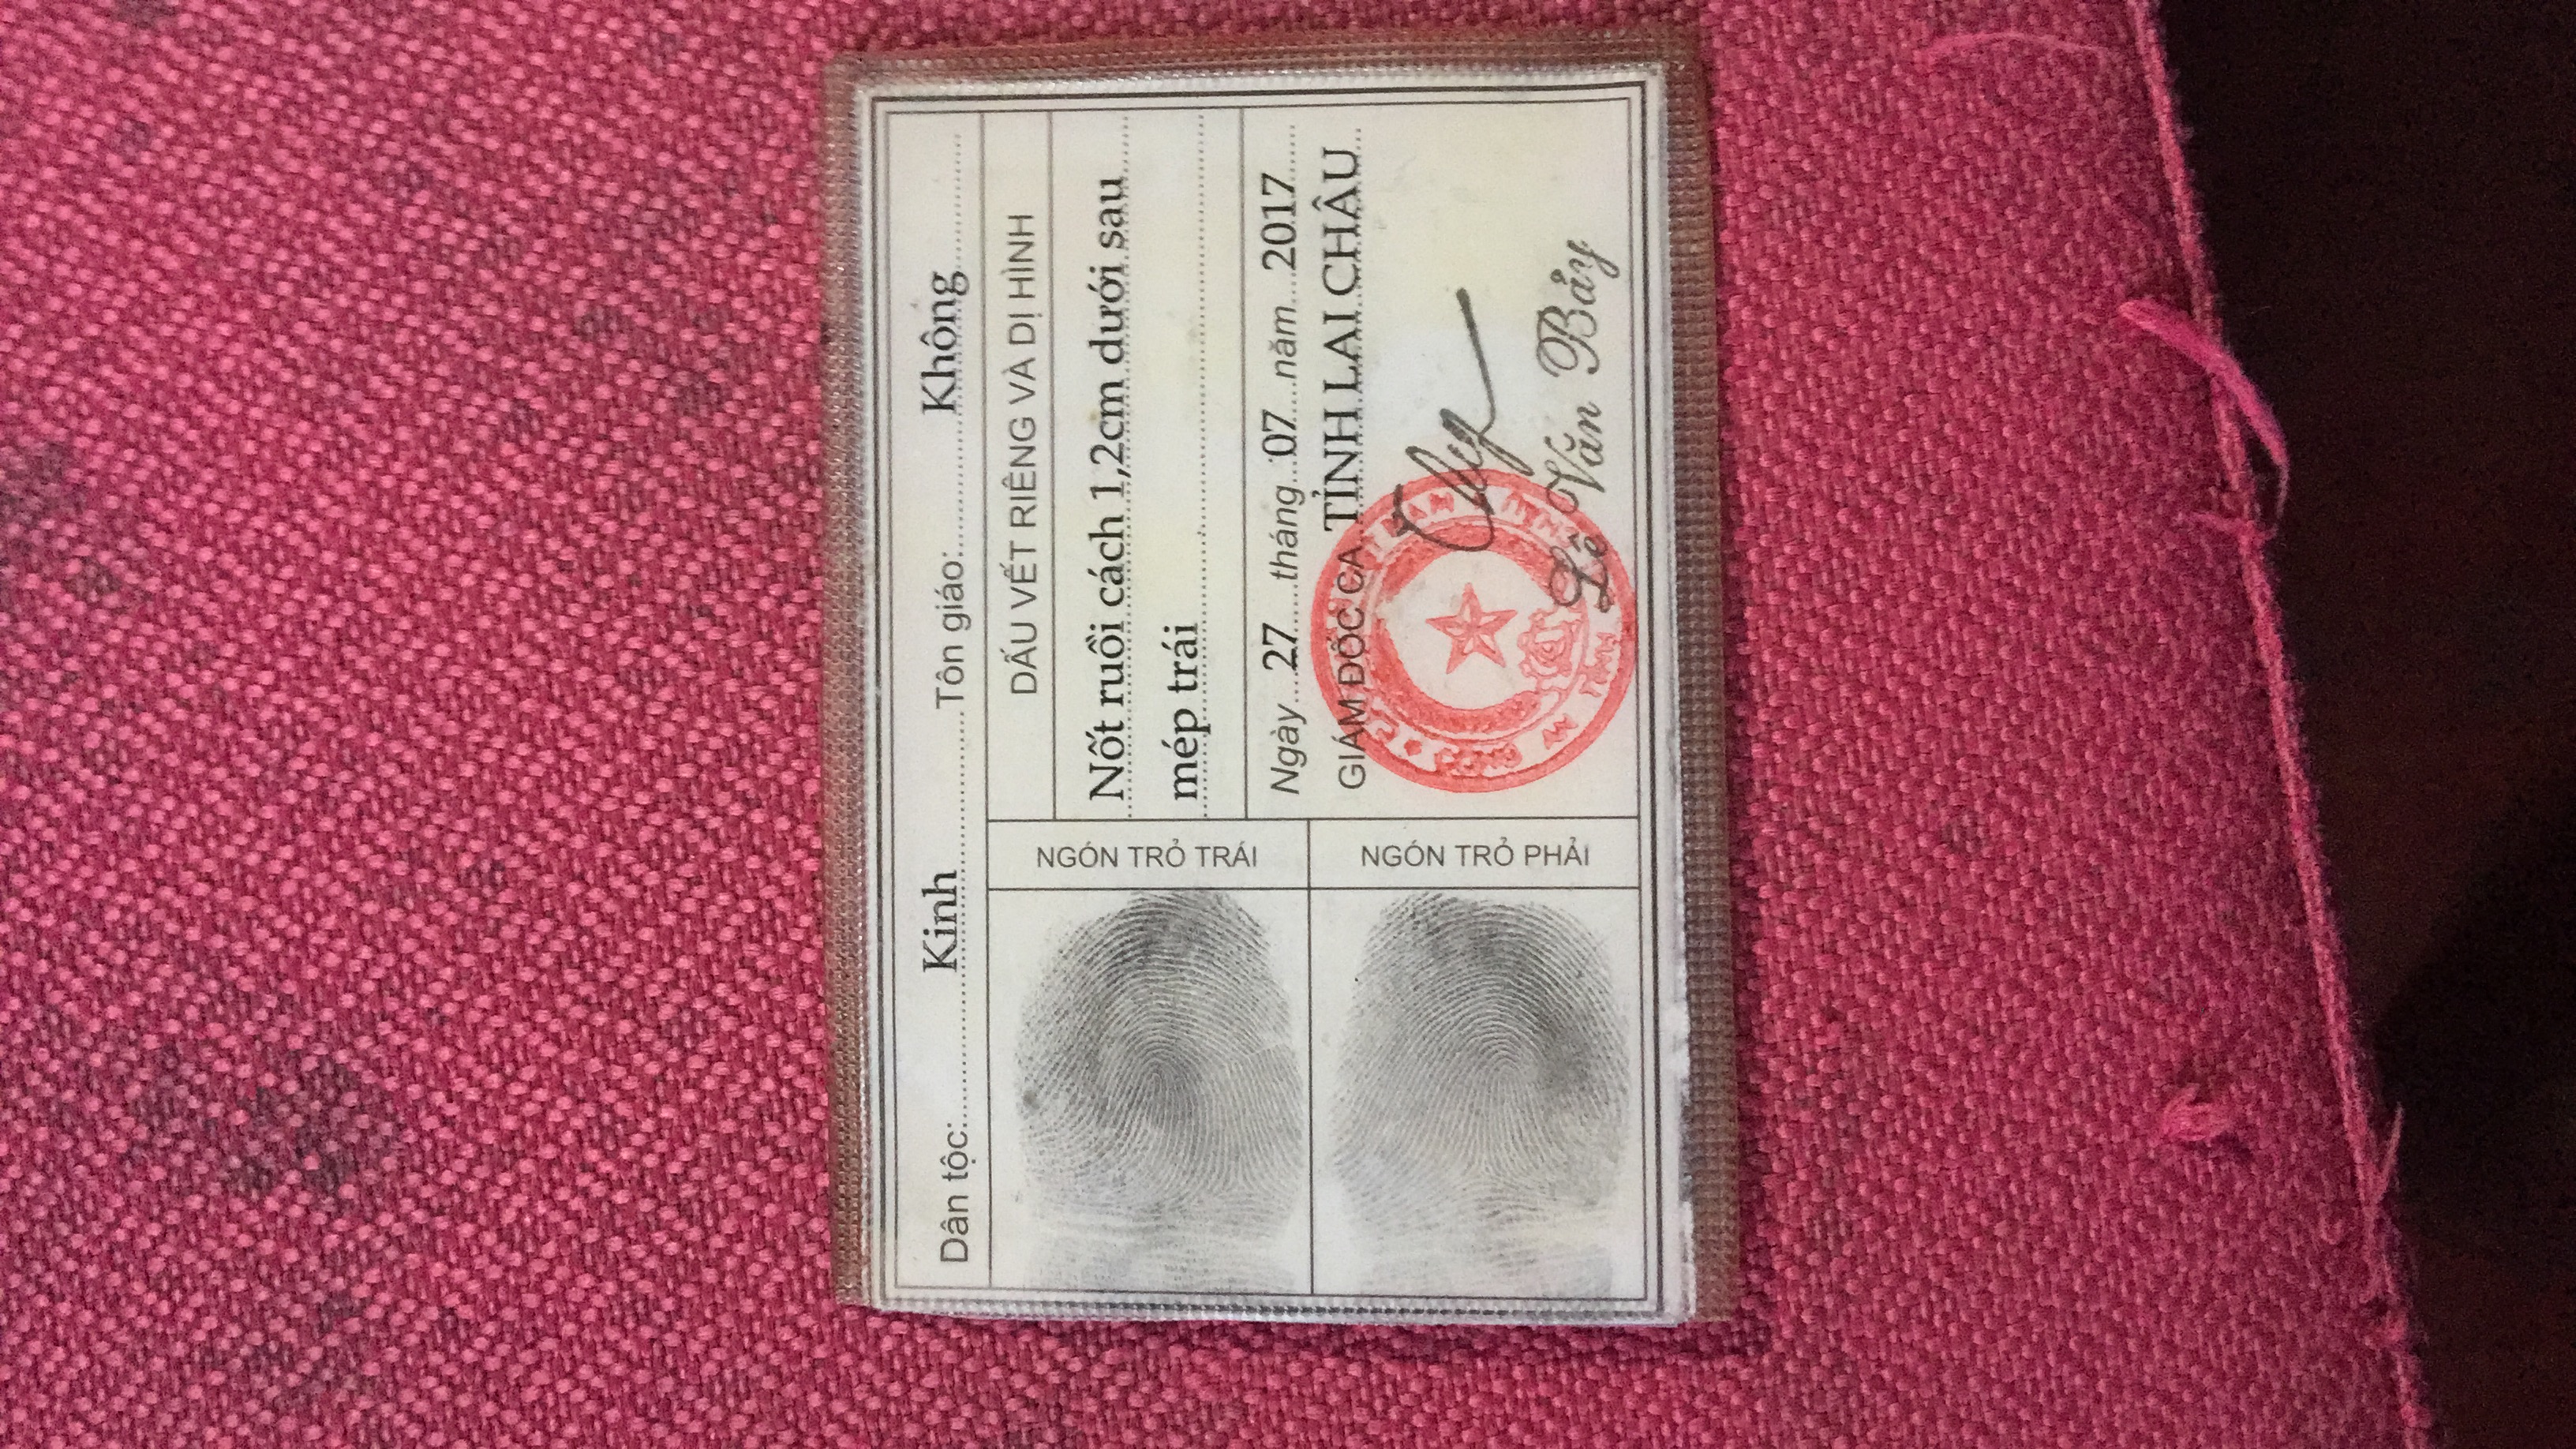 Dân tộc: Kinh Tôn giáo: Không
NGÓN TRỎ TRÁI
NGÓN TRỎ PHẢI
DẤU VẾT RIÊNG VÀ DỊ HÌNH
Nốt ruồi cách 1,2cm dưới sau
mép trái
Ngày 27 tháng 07 năm 2017
GIÁM ĐỐC CA TỈNH LAI CHÂU
Lê Văn Bảy